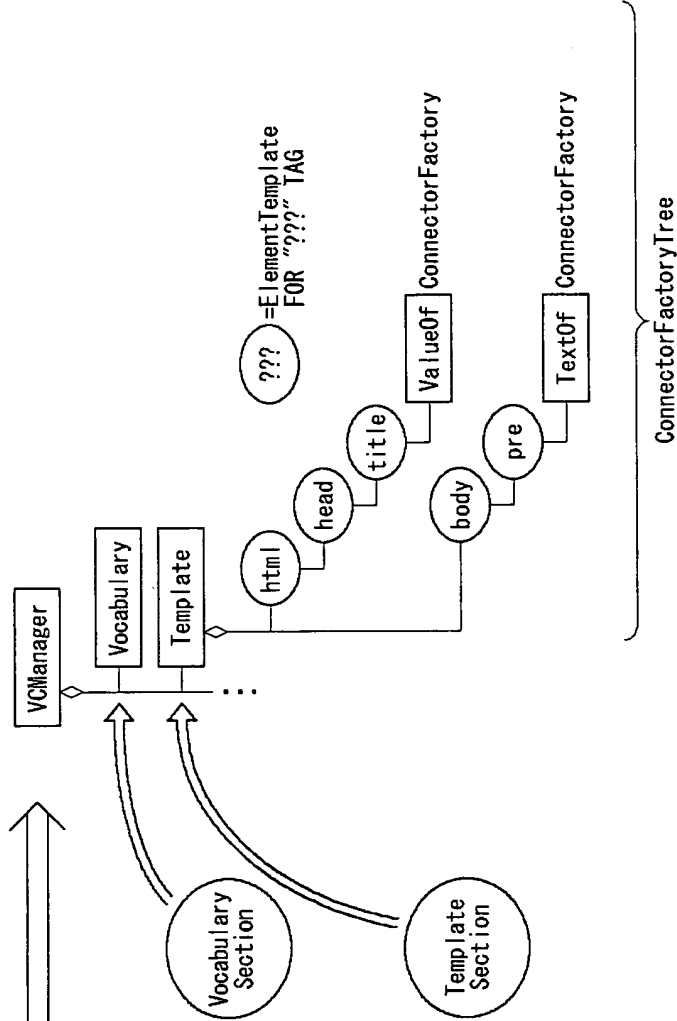 VCManager
Vocabulary
Template
...
html
head
title
ValueOf ConnectorFactory
body
pre
TextOf ConnectorFactory
???
=ElementTemplate
FOR "???" TAG
Vocabulary
Section
Template
Section
ConnectorFactoryTree